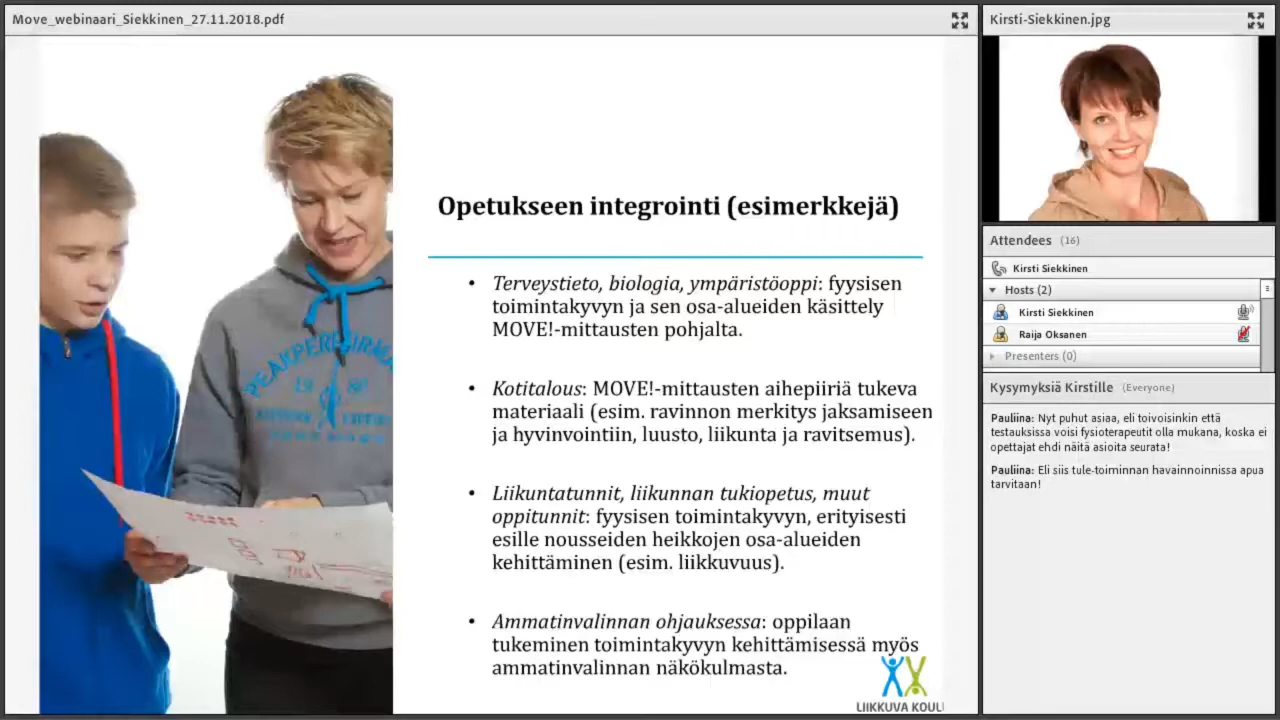 Move_webinaari_Siekkinen_27.11.2018.pdf
Opetukseen integrointi (esimerkkejä)
• Terveystieto, biologia, ympäristöoppi: fyysisen
toimintakyvyn ja sen osa-alueiden käsittely
MOVE!-mittausten pohjalta.
• Kotitalous: MOVE!-mittausten aihepiiriä tukeva
materiaali (esim. ravinnon merkitys jaksamiseen
ja hyvinvointiin, luusto, liikunta ja ravitsemus).
• Liikuntatunnit, liikunnan tukiopetus, muut
oppitunnit: fyysisen toimintakyvyn, erityisesti
esille nousseiden heikkojen osa-alueiden
kehittäminen (esim. liikkuvuus).
• Ammatinvalinnan ohjauksessa: oppilaan
tukeminen toimintakyvyn kehittämisessä myös
ammatinvalinnan näkökulmasta.
LIIKKUVA KOUL
Kirsti-Siekkinen.jpg
Attendees (16)
Kirsti Siekkinen
Hosts (2)
Kirsti Siekkinen
Raija Oksanen
Presenters (0)
Kysymyksiä Kirstille (Everyone)
Pauliina: Nyt puhut asiaa, eli toivoisinkin että
testauksissa voisi fysioterapeutit olla mukana, koska ei
opettajat ehdi näitä asioita seurata!
Pauliina: Eli siis tule-toiminnan havainnoinnissa apua
tarvitaan!